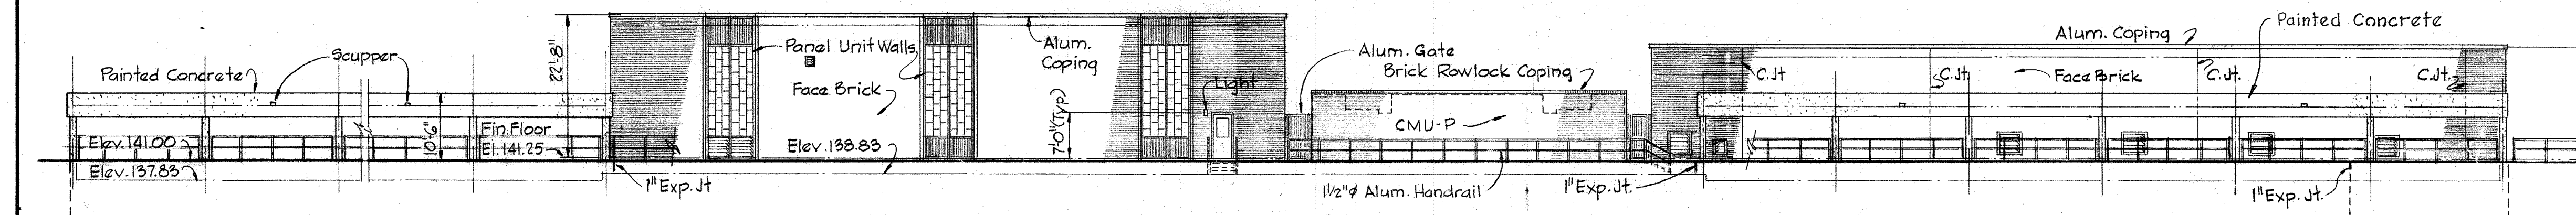 Painted Concrete
Scupper
Elev. 141.00
Elev. 137.83
10'-6"
Fin. Floor
El. 141.25
22'-8"
1" Exp. Jt
Panel Unit Walls
Face Brick
Elev. 138.83
Alum.
Coping
7'-0" (Typ)
Light
Alum. Gate
Brick Rowlock Coping
CMU-P
1½"ø Alum. Handrail
1" Exp. Jt.
Alum. Coping
Painted Concrete
C. Jt
C. Jt.
Face Brick
C. Jt.
C. Jt.
1" Exp. Jt.